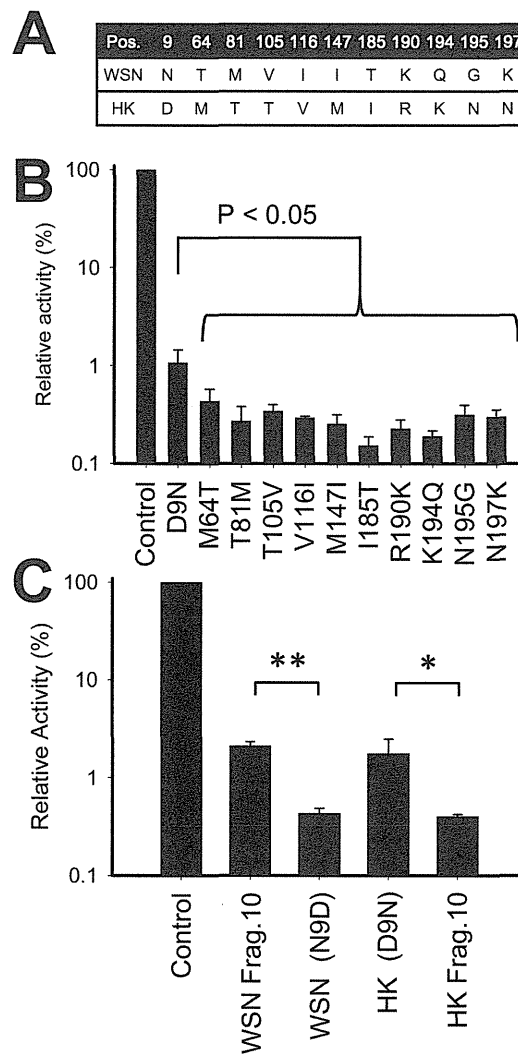 A
Pos. 9 64 81 105 116 147 185 190 194 195 197
WSN N T M V I I T K Q G K
HK D M T T V M I R K N N
B
Relative activity (%)
100
10
1
0.1
P < 0.05
Control
D9N
M64T
T81M
T105V
V116I
M147I
I185T
R190K
K194Q
N195G
N197K
C
Relative Activity (%)
100
10
1
0.1
**
*
Control
WSN Frag.10
WSN (N9D)
HK (D9N)
HK Frag.10